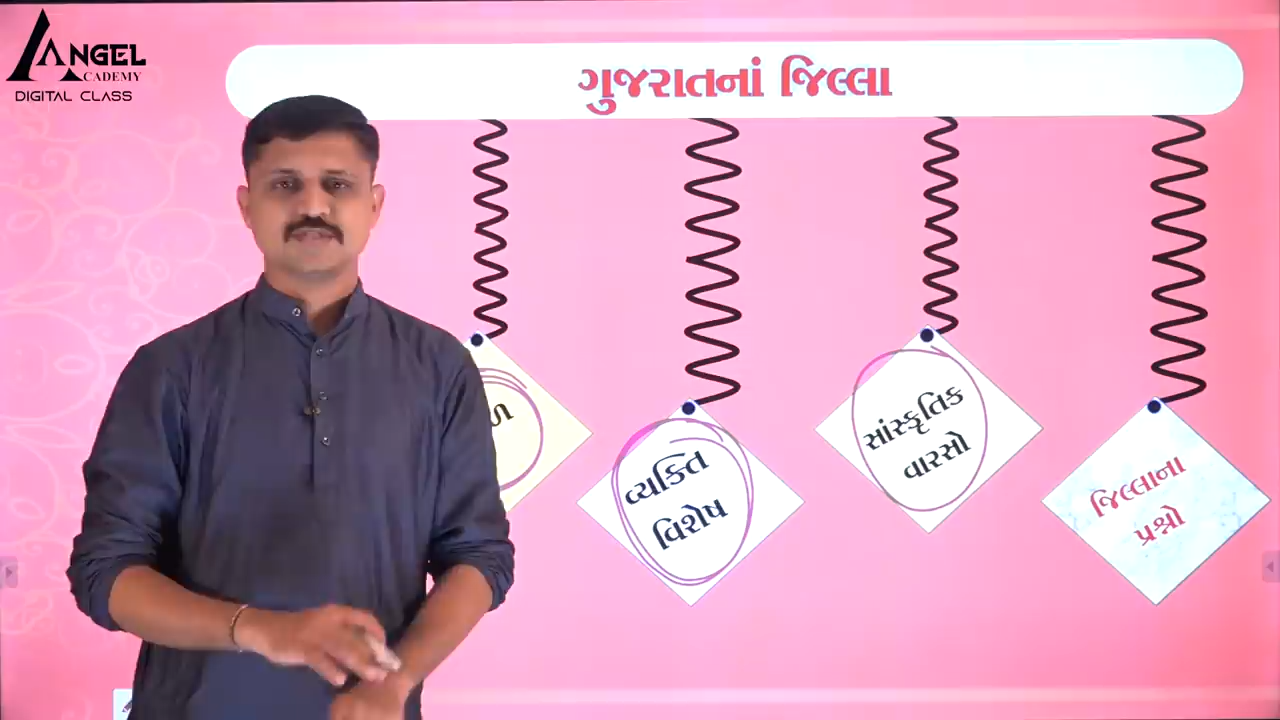 ANGEL
ACADEMY
DIGITAL CLASS
ગુજરાતનાં જિલ્લા
વ્યક્તિ
વિશેષ
સાંસ્કૃતિક
વારસો
જિલ્લાના
પ્રશ્નો